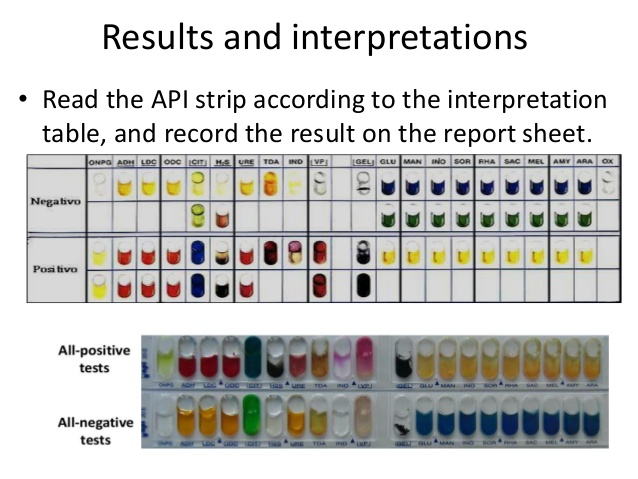 Results and interpretations
• Read the API strip according to the interpretation
table, and record the result on the report sheet.
ONPG ADH LDC ODC |CIT| H₂S URE TDA IND |VP| |GEL| GLU MAN INO SOR RHA SAC MEL AMY ARA OX
Negativo
Positivo
All-positive
tests
ONPG ADH LDC ODC |CIT| H₂S URE TDA IND |VP| |GEL| GLU MAN INO SOR RHA SAC MEL AMY ARA
All-negative
tests
ONPG ADH LDC ODC |CIT| H₂S URE TDA IND |VP| |GEL| GLU MAN INO SOR RHA SAC MEL AMY ARA